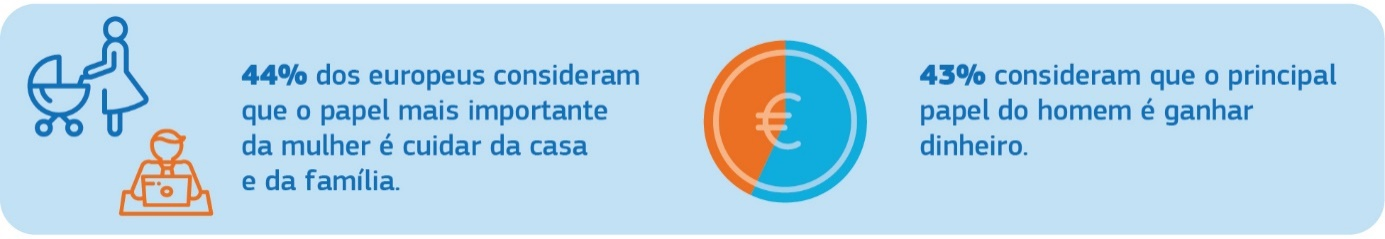 44% dos europeus consideram
que o papel mais importante
da mulher é cuidar da casa
e da família.
€
43% consideram que o principal
papel do homem é ganhar
dinheiro.